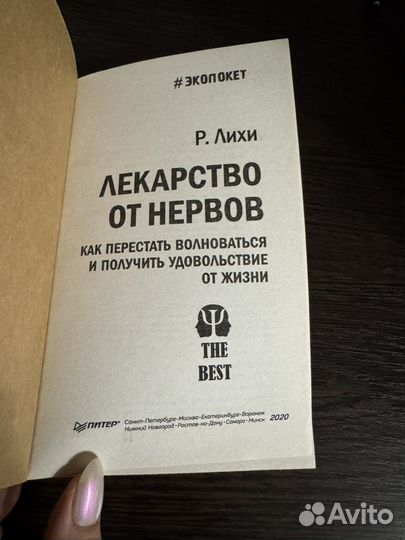 #экопокет
Р. Лихи
ЛЕКАРСТВО
ОТ НЕРВОВ
КАК ПЕРЕСТАТЬ ВОЛНОВАТЬСЯ
И ПОЛУЧИТЬ УДОВОЛЬСТВИЕ
ОТ ЖИЗНИ
THE
BEST
ПИТЕР®
Санкт-Петербург • Москва • Екатеринбург • Воронеж
Нижний Новгород • Ростов-на-Дону • Самара • Минск
2020
Avito